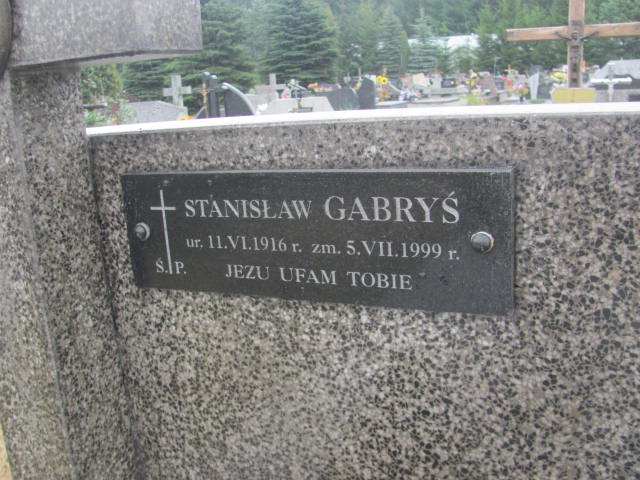 STANISŁAW GABRYŚ
ur. 11.VI.1916 r. zm. 5.VII.1999 r.
Ś.P. JEZU UFAM TOBIE